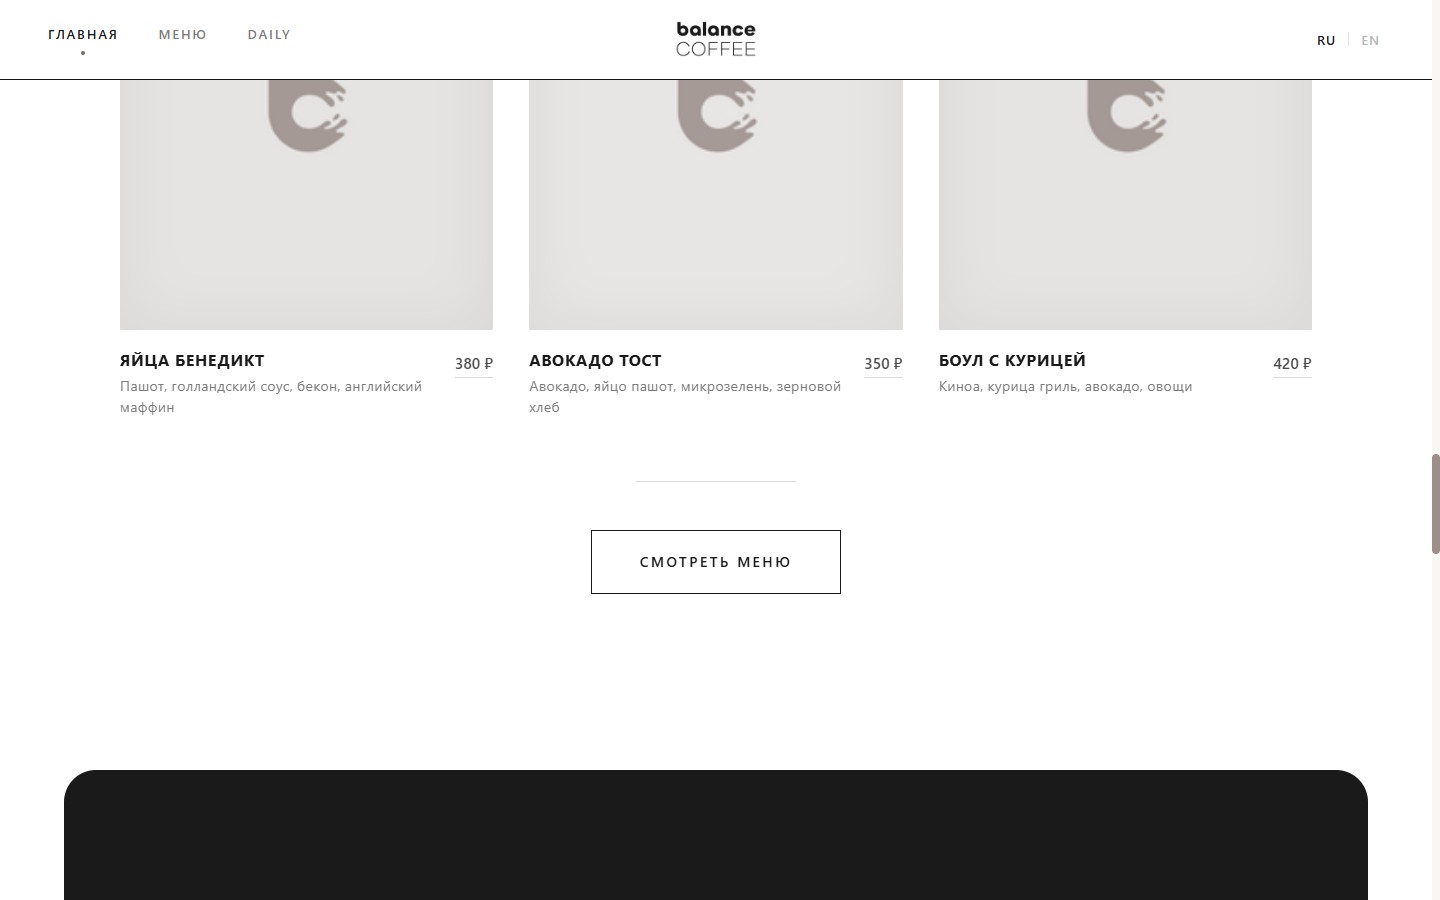 ГЛАВНАЯ МЕНЮ DAILY
balance
COFFEE
RU EN
ЯЙЦА БЕНЕДИКТ 380 ₽
Пашот, голландский соус, бекон, английский
маффин
АВОКАДО ТОСТ 350 ₽
Авокадо, яйцо пашот, микрозелень, зерновой
хлеб
БОУЛ С КУРИЦЕЙ 420 ₽
Киноа, курица гриль, авокадо, овощи
СМОТРЕТЬ МЕНЮ